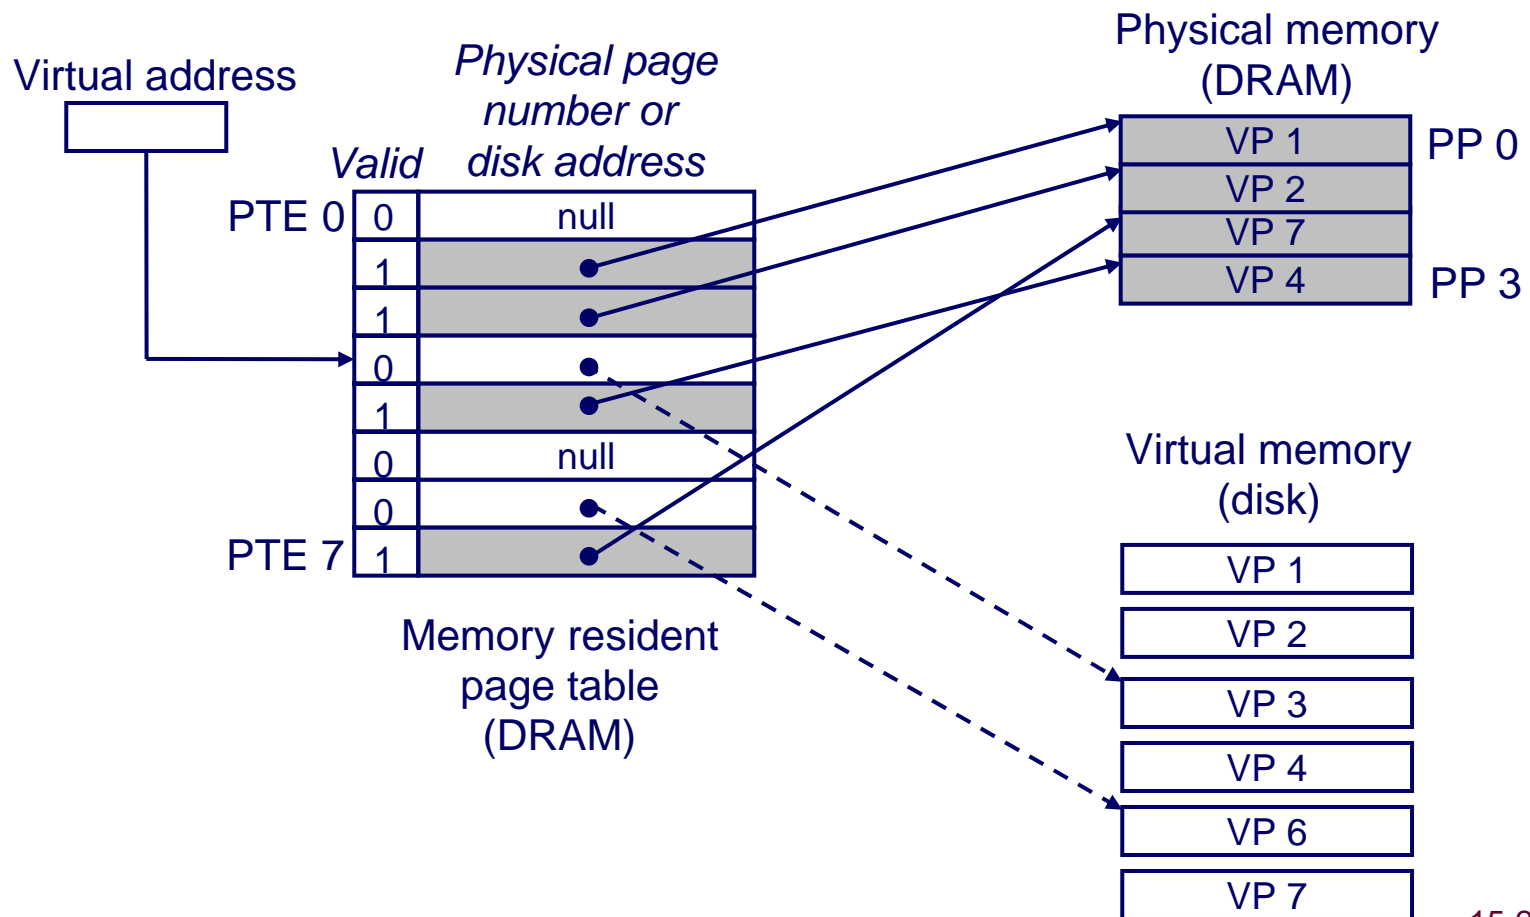 Virtual address
Physical page
number or
disk address
Valid
PTE 0
0 null
1
1
0
1
0 null
0
PTE 7 1
Memory resident
page table
(DRAM)
Physical memory
(DRAM)
VP 1 PP 0
VP 2
VP 7
VP 4 PP 3
Virtual memory
(disk)
VP 1
VP 2
VP 3
VP 4
VP 6
VP 7